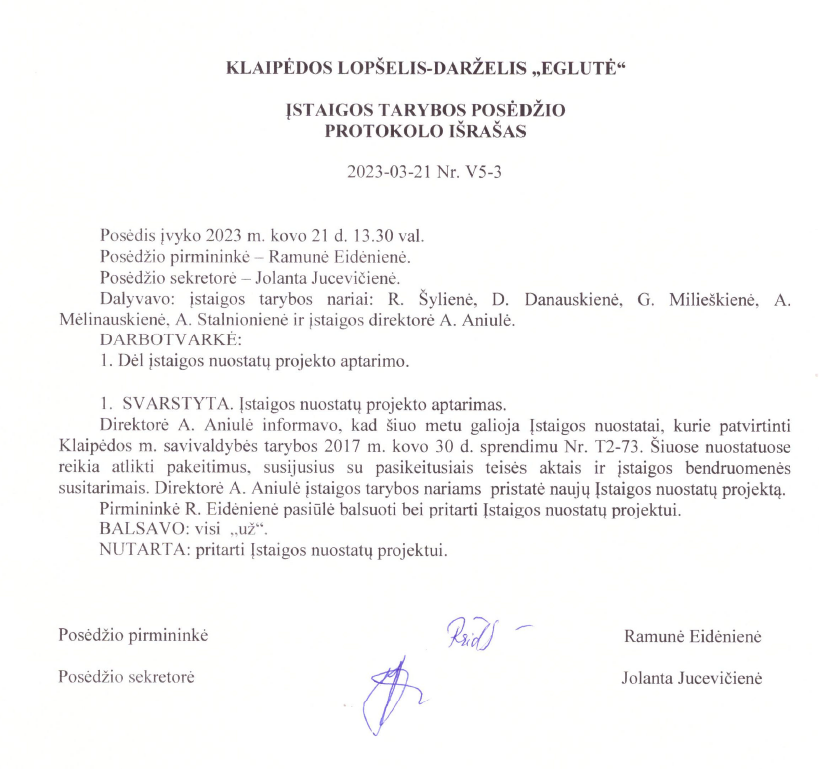 KLAIPĖDOS LOPŠELIS-DARŽELIS „EGLUTĖ“
ĮSTAIGOS TARYBOS POSĖDŽIO
PROTOKOLO IŠRAŠAS
2023-03-21 Nr. V5-3
Posėdis įvyko 2023 m. kovo 21 d. 13.30 val.
Posėdžio pirmininkė – Ramunė Eidėnienė.
Posėdžio sekretorė – Jolanta Jucevičienė.
Dalyvavo: įstaigos tarybos nariai: R. Šylienė, D. Danauskienė, G. Milieškienė, A.
Mėlinauskienė, A. Stalnionienė ir įstaigos direktorė A. Aniulė.
DARBOTVARKĖ:
1. Dėl įstaigos nuostatų projekto aptarimo.
1. SVARSTYTA. Įstaigos nuostatų projekto aptarimas.
Direktorė A. Aniulė informavo, kad šiuo metu galioja Įstaigos nuostatai, kurie patvirtinti
Klaipėdos m. savivaldybės tarybos 2017 m. kovo 30 d. sprendimu Nr. T2-73. Šiuose nuostatuose
reikia atlikti pakeitimus, susijusius su pasikeitusiais teisės aktais ir įstaigos bendruomenės
susitarimais. Direktorė A. Aniulė įstaigos tarybos nariams pristatė naujų Įstaigos nuostatų projektą.
Pirmininkė R. Eidėnienė pasiūlė balsuoti bei pritarti Įstaigos nuostatų projektui.
BALSAVO: visi „už“.
NUTARTA: pritarti Įstaigos nuostatų projektui.
Posėdžio pirmininkė Ramunė Eidėnienė
Posėdžio sekretorė Jolanta Jucevičienė